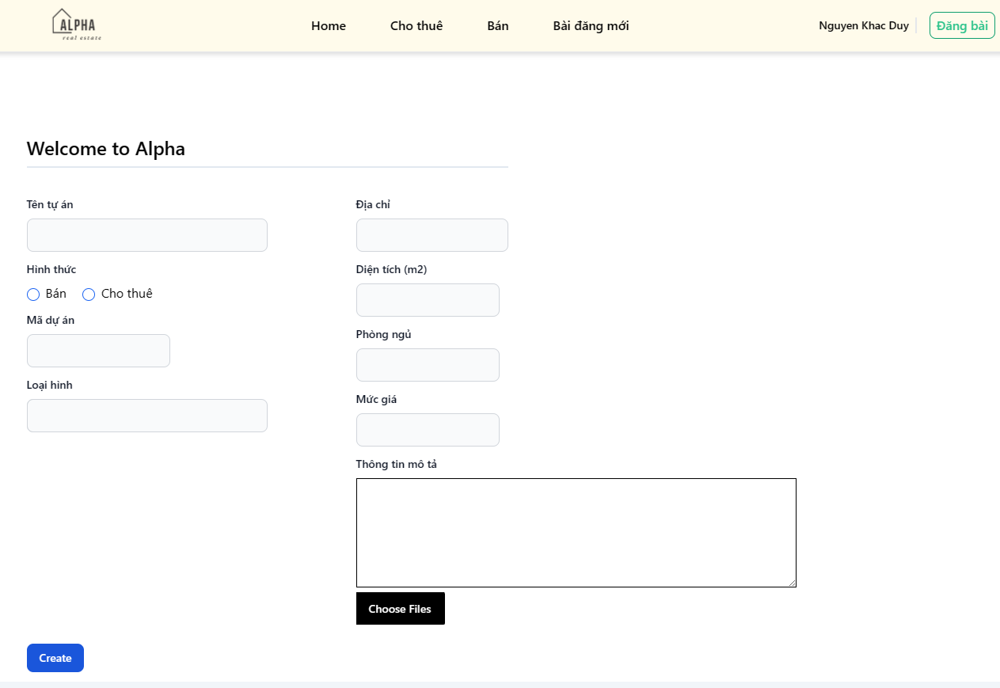 ALPHA
real estate
Home
Cho thuê
Bán
Bài đăng mới
Nguyen Khac Duy
Đăng bài
Welcome to Alpha
Tên tự án
Hình thức
Bán
Cho thuê
Mã dự án
Loại hình
Địa chỉ
Diện tích (m2)
Phòng ngủ
Mức giá
Thông tin mô tả
Choose Files
Create